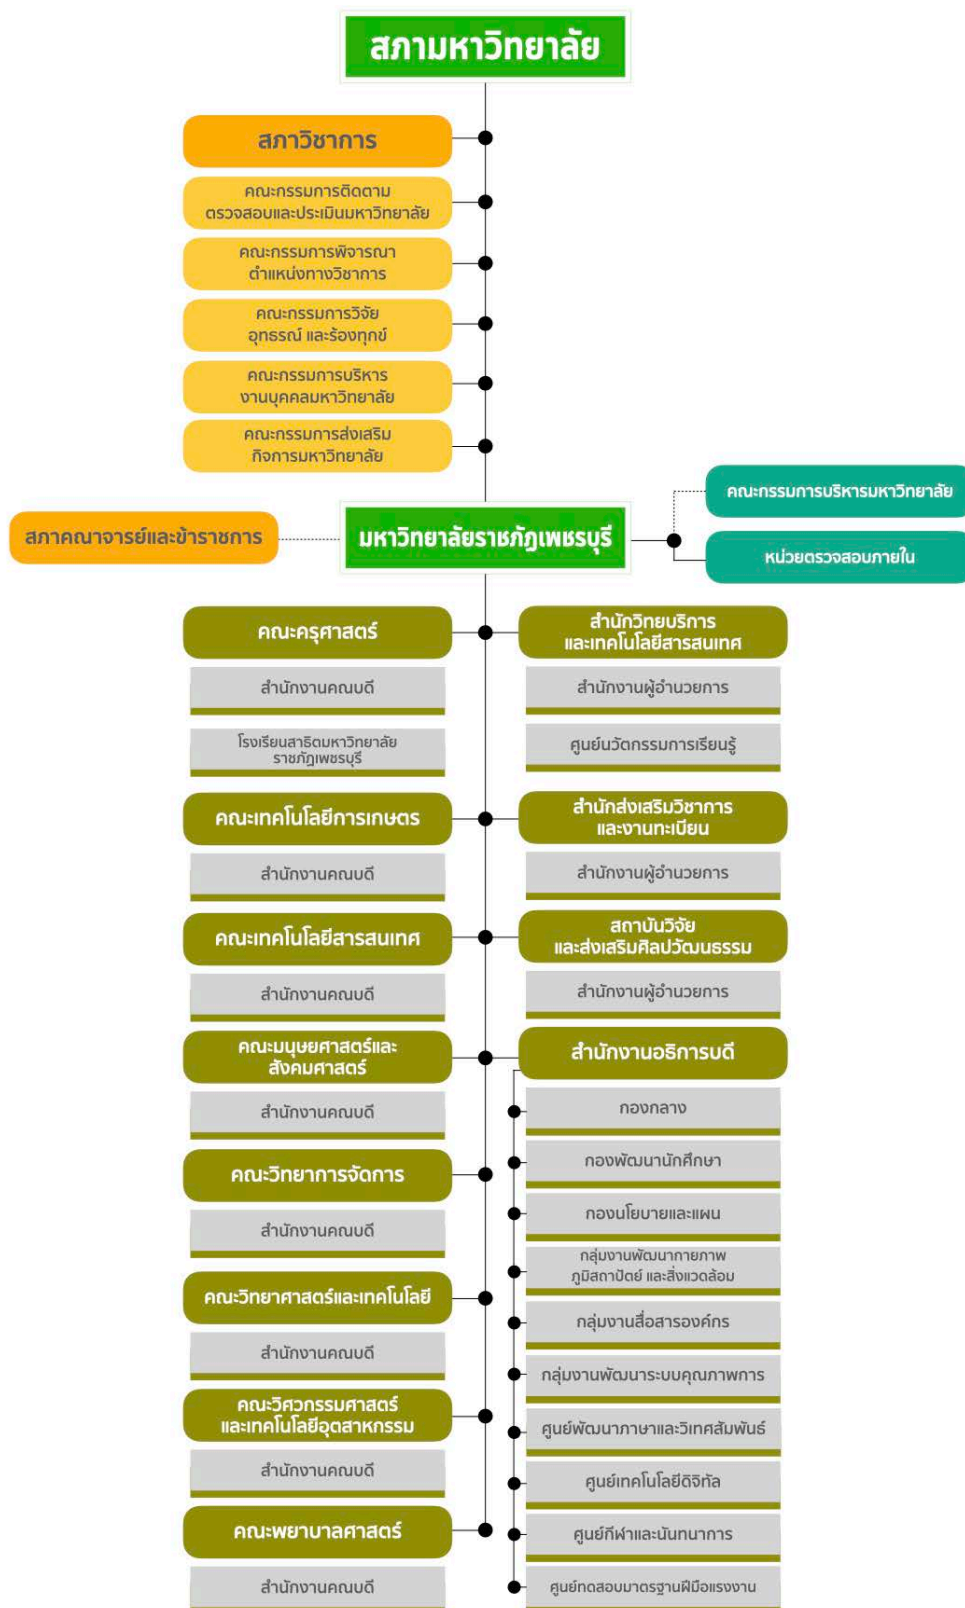 สภามหาวิทยาลัย
สภาวิชาการ
คณะกรรมการติดตาม
ตรวจสอบและประเมินมหาวิทยาลัย
คณะกรรมการพิจารณา
ตำแหน่งทางวิชาการ
คณะกรรมการวิจัย
อุทธรณ์ และร้องทุกข์
คณะกรรมการบริหาร
งานบุคคลมหาวิทยาลัย
คณะกรรมการส่งเสริม
กิจการมหาวิทยาลัย
สภาคณาจารย์และข้าราชการ
มหาวิทยาลัยราชภัฏเพชรบุรี
คณะกรรมการบริหารมหาวิทยาลัย
หน่วยตรวจสอบภายใน
คณะครุศาสตร์
สำนักงานคณบดี
โรงเรียนสาธิตมหาวิทยาลัย
ราชภัฏเพชรบุรี
คณะเทคโนโลยีการเกษตร
สำนักงานคณบดี
คณะเทคโนโลยีสารสนเทศ
สำนักงานคณบดี
คณะมนุษยศาสตร์และ
สังคมศาสตร์
สำนักงานคณบดี
คณะวิทยาการจัดการ
สำนักงานคณบดี
คณะวิทยาศาสตร์และเทคโนโลยี
สำนักงานคณบดี
คณะวิศวกรรมศาสตร์
และเทคโนโลยีอุตสาหกรรม
สำนักงานคณบดี
คณะพยาบาลศาสตร์
สำนักงานคณบดี
สำนักวิทยบริการ
และเทคโนโลยีสารสนเทศ
สำนักงานผู้อำนวยการ
ศูนย์นวัตกรรมการเรียนรู้
สำนักส่งเสริมวิชาการ
และงานทะเบียน
สำนักงานผู้อำนวยการ
สถาบันวิจัย
และส่งเสริมศิลปวัฒนธรรม
สำนักงานผู้อำนวยการ
สำนักงานอธิการบดี
กองกลาง
กองพัฒนานักศึกษา
กองนโยบายและแผน
กลุ่มงานพัฒนากายภาพ
ภูมิสถาปัตย์ และสิ่งแวดล้อม
กลุ่มงานสื่อสารองค์กร
กลุ่มงานพัฒนาระบบคุณภาพการ
ศูนย์พัฒนาภาษาและวิเทศสัมพันธ์
ศูนย์เทคโนโลยีดิจิทัล
ศูนย์กีฬาและนันทนาการ
ศูนย์ทดสอบมาตรฐานฝีมือแรงงาน